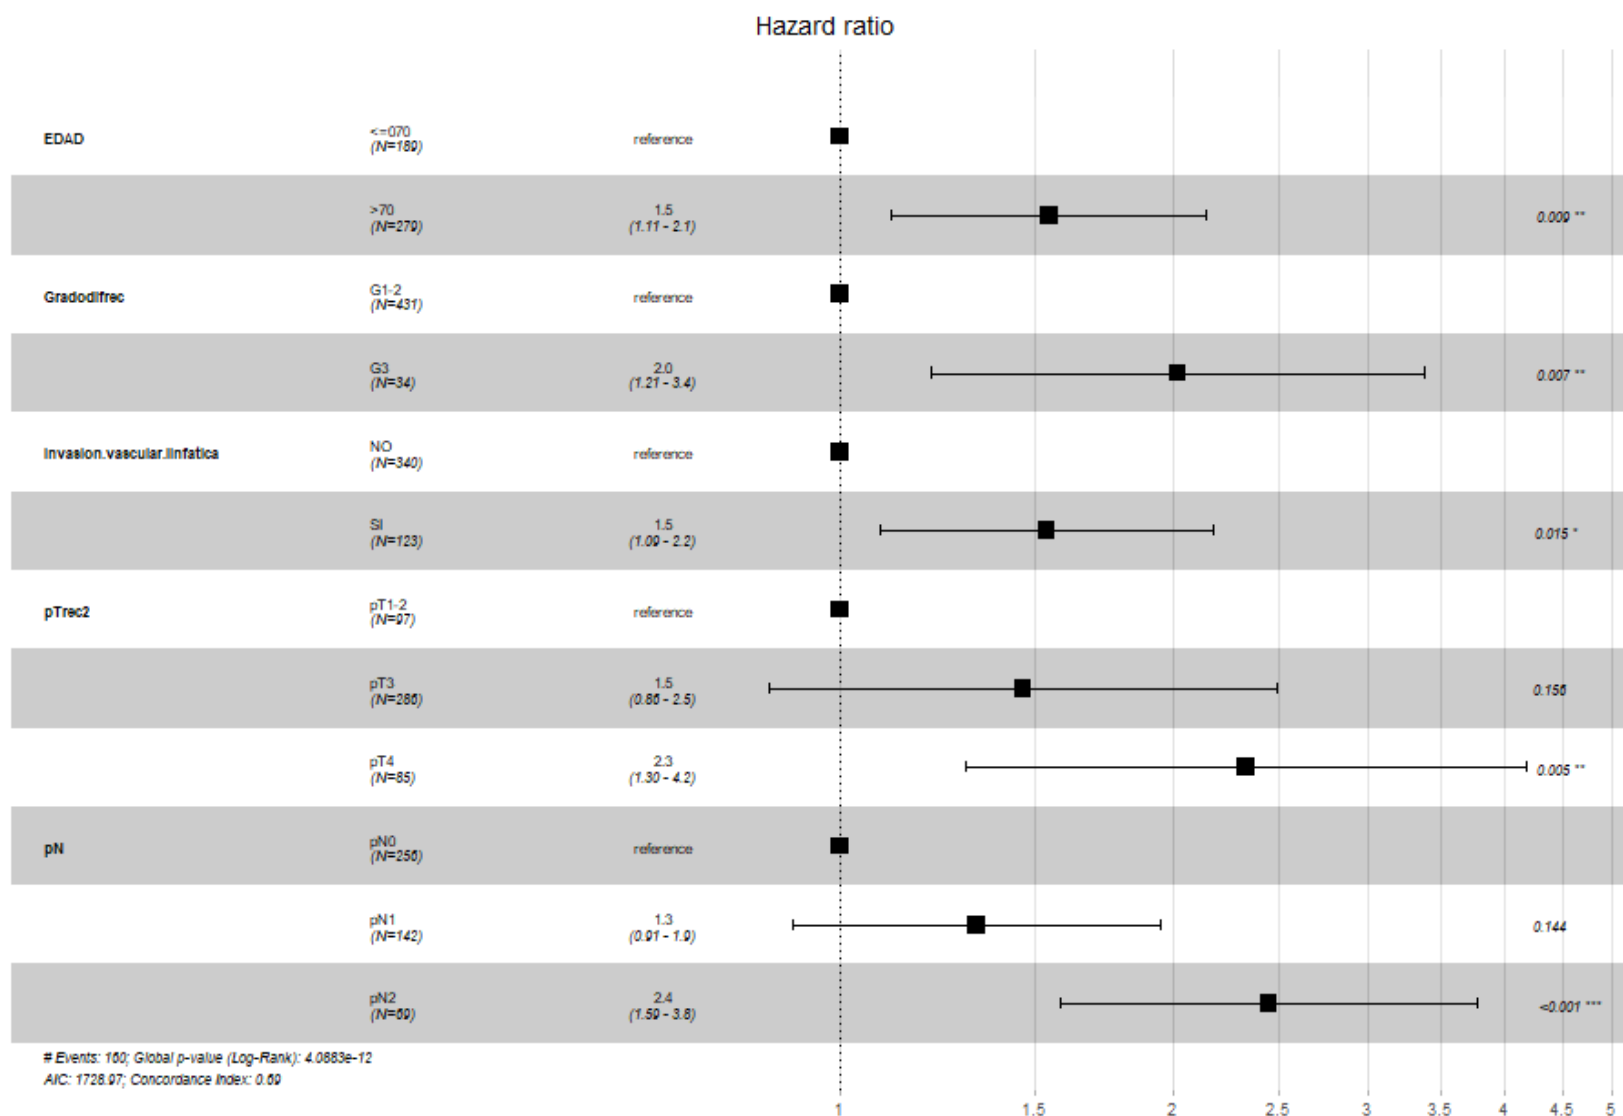 Hazard ratio
EDAD <=070 reference
(N=189)
>70 1.5 0.009 **
(N=279) (1.11 - 2.1)
Gradodifrec G1-2 reference
(N=431)
G3 2.0 0.007 **
(N=34) (1.21 - 3.4)
Invasion.vascular.linfatica NO reference
(N=340)
SI 1.5 0.015 *
(N=123) (1.09 - 2.2)
pTrec2 pT1-2 reference
(N=97)
pT3 1.5 0.156
(N=286) (0.86 - 2.5)
pT4 2.3 0.005 **
(N=85) (1.30 - 4.2)
pN pN0 reference
(N=256)
pN1 1.3 0.144
(N=142) (0.91 - 1.9)
pN2 2.4 <0.001 ***
(N=69) (1.59 - 3.8)
# Events: 160; Global p-value (Log-Rank): 4.0883e-12
AIC: 1728.97; Concordance Index: 0.69
1 1.5 2 2.5 3 3.5 4 4.5 5